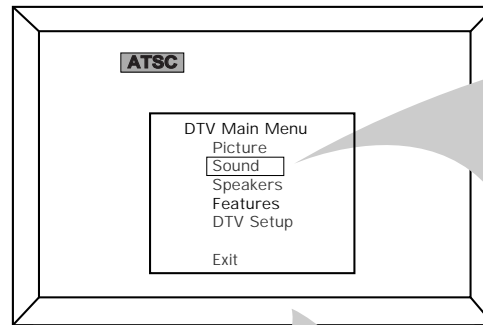 ATSC
DTV Main Menu
Picture
Sound
Speakers
Features
DTV Setup
Exit